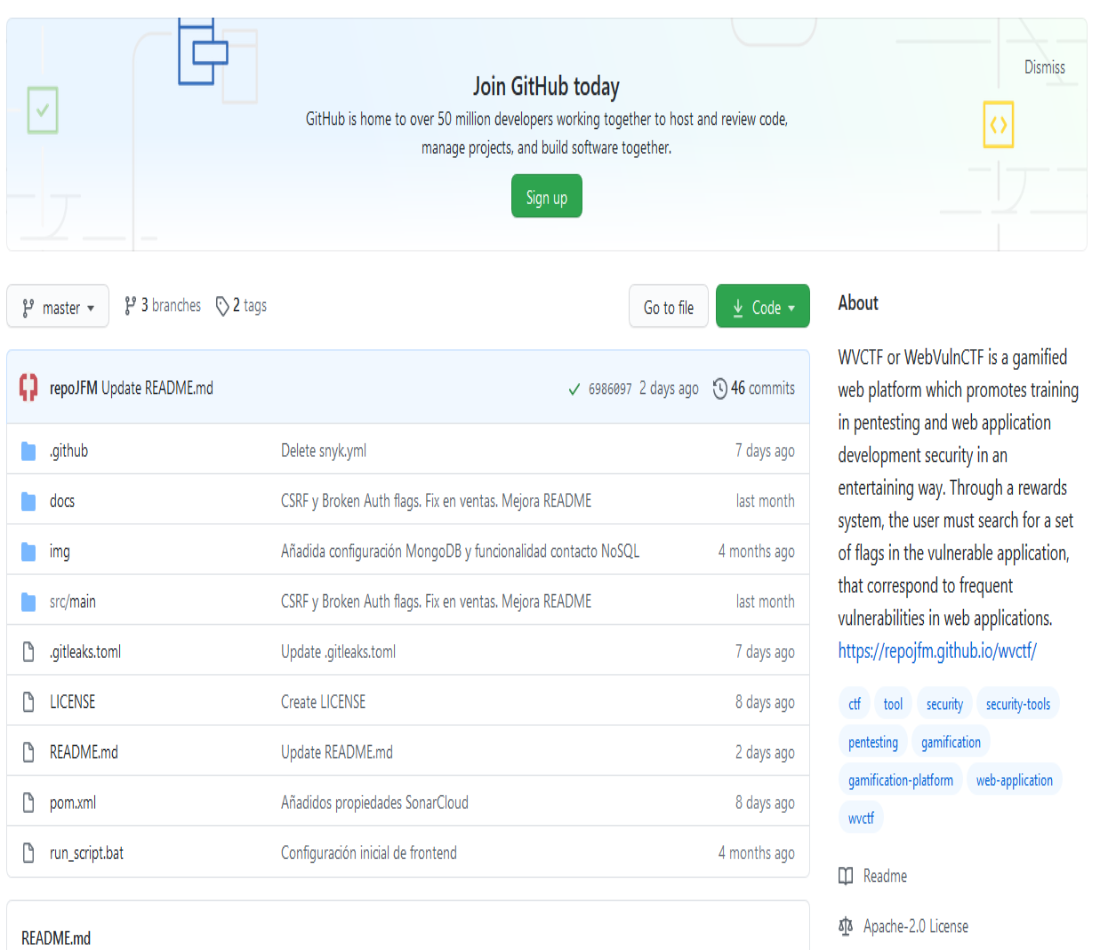 Join GitHub today
Dismiss
GitHub is home to over 50 million developers working together to host and review code,
manage projects, and build software together.
Sign up
master
3 branches
2 tags
Go to file
Code
repoJFM Update README.md 6986097 2 days ago 46 commits
.github Delete snyk.yml 7 days ago
docs CSRF y Broken Auth flags. Fix en ventas. Mejora README last month
img Añadida configuración MongoDB y funcionalidad contacto NoSQL 4 months ago
src/main CSRF y Broken Auth flags. Fix en ventas. Mejora README last month
.gitleaks.toml Update .gitleaks.toml 7 days ago
LICENSE Create LICENSE 8 days ago
README.md Update README.md 2 days ago
pom.xml Añadidos propiedades SonarCloud 8 days ago
run_script.bat Configuración inicial de frontend 4 months ago
README.md
About
WVCTF or WebVulnCTF is a gamified
web platform which promotes training
in pentesting and web application
development security in an
entertaining way. Through a rewards
system, the user must search for a set
of flags in the vulnerable application,
that correspond to frequent
vulnerabilities in web applications.
https://repojfm.github.io/wvctf/
ctf tool security security-tools
pentesting gamification
gamification-platform web-application
wvctf
Readme
Apache-2.0 License